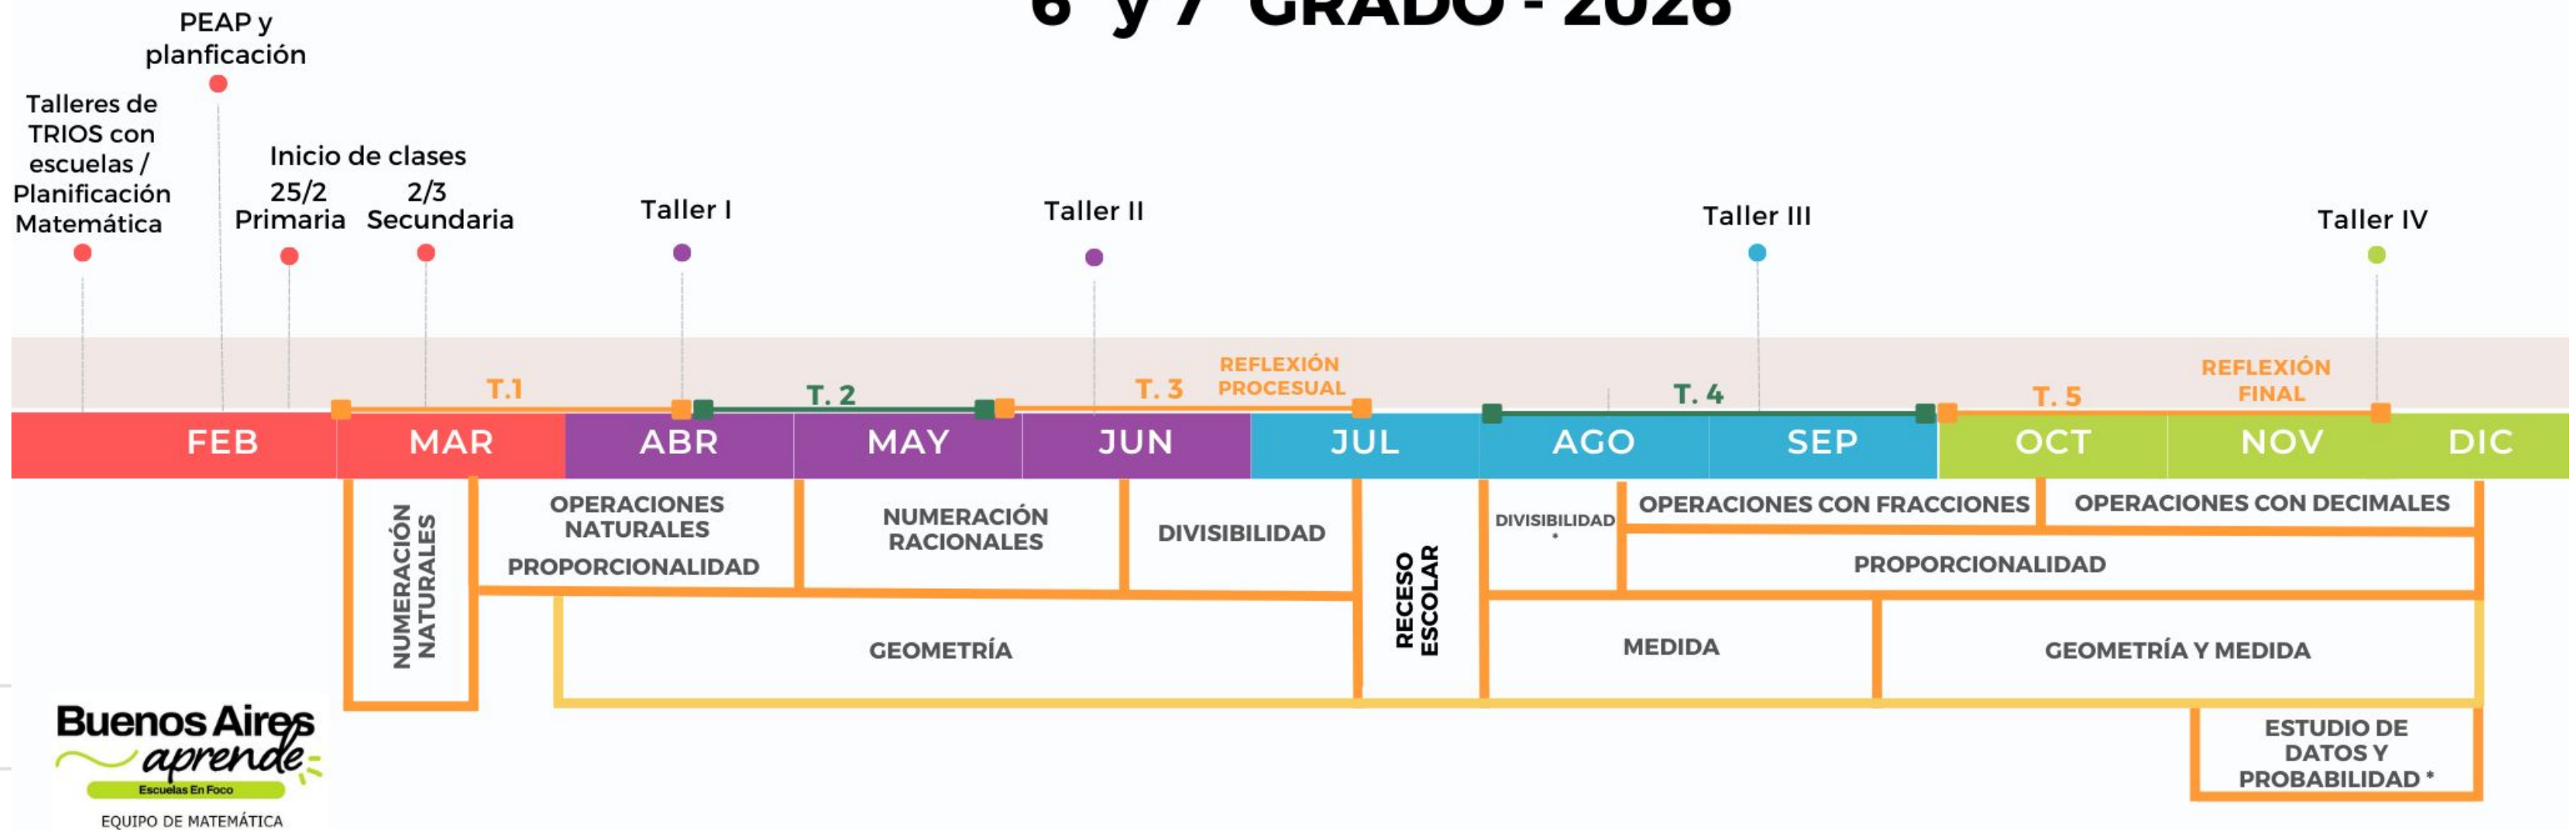 6° y 7° GRADO - 2026
PEAP y
planficación
Talleres de
TRIOS con
escuelas /
Planificación
Matemática
Inicio de clases
25/2
Primaria
2/3
Secundaria
Taller I
Taller II
Taller III
Taller IV
T.1
T. 2
T. 3
REFLEXIÓN
PROCESUAL
T. 4
T. 5
REFLEXIÓN
FINAL
FEB
MAR
ABR
MAY
JUN
JUL
AGO
SEP
OCT
NOV
DIC
NUMERACIÓN
NATURALES
OPERACIONES
NATURALES
PROPORCIONALIDAD
NUMERACIÓN
RACIONALES
DIVISIBILIDAD
GEOMETRÍA
RECESO
ESCOLAR
DIVISIBILIDAD
*
OPERACIONES CON FRACCIONES
OPERACIONES CON DECIMALES
PROPORCIONALIDAD
MEDIDA
GEOMETRÍA Y MEDIDA
ESTUDIO DE
DATOS Y
PROBABILIDAD *
Buenos Aires
aprende
Escuelas En Foco
EQUIPO DE MATEMÁTICA